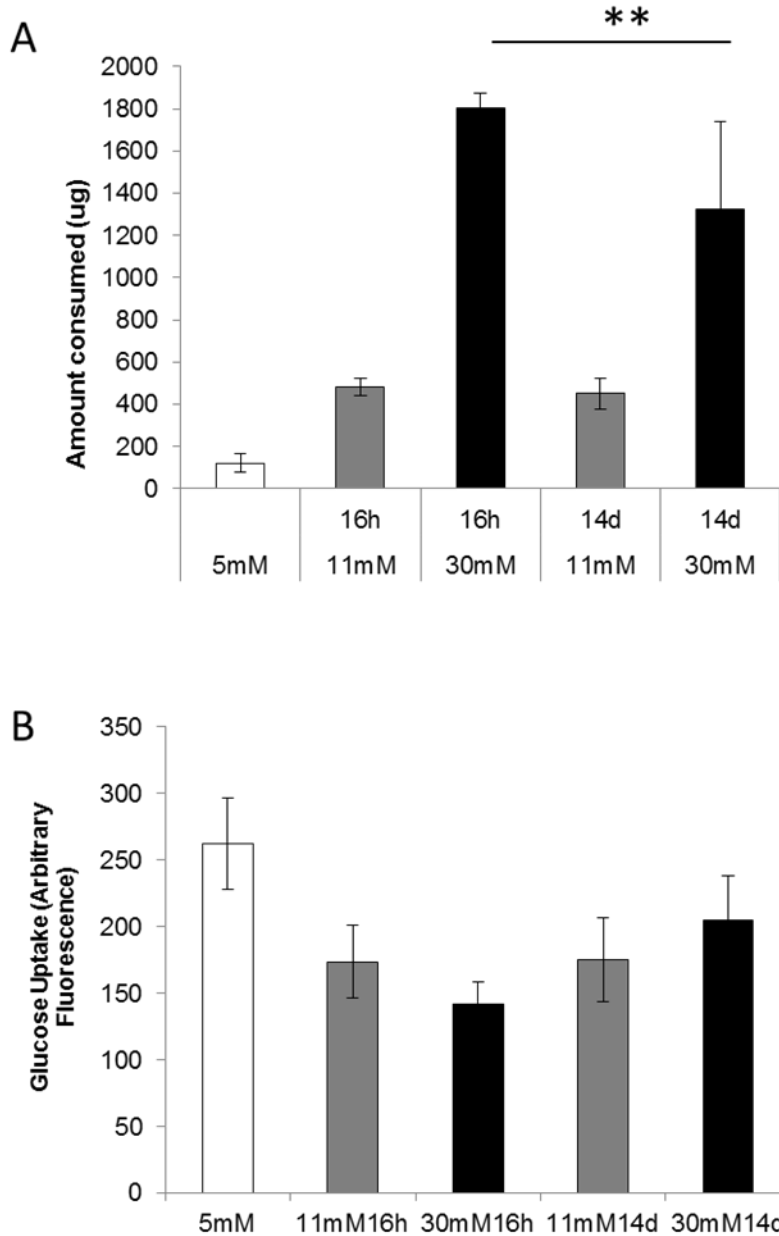 A
**
2000
1800
1600
1400
1200
1000
800
600
400
200
0
Amount consumed (ug)
16h 16h 14d 14d
5mM 11mM 30mM 11mM 30mM
B
350
300
250
200
150
100
50
0
Glucose Uptake (Arbitrary
Fluorescence)
5mM 11mM16h 30mM16h 11mM14d 30mM14d